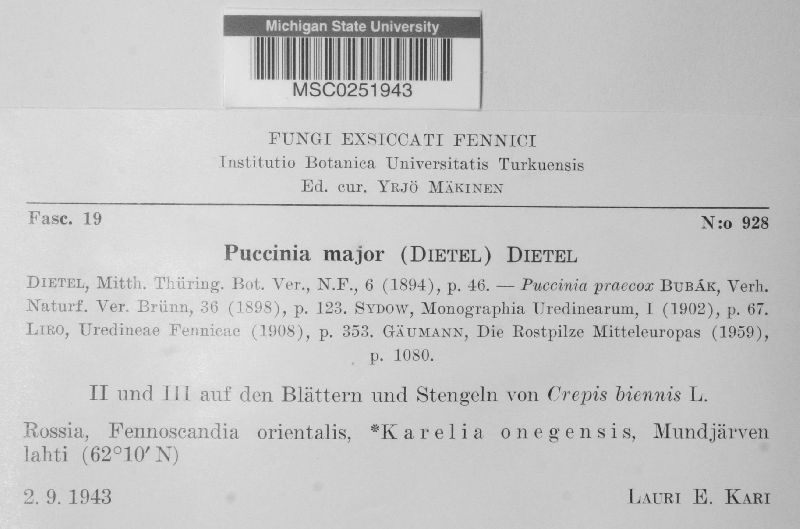 Michigan State University
MSC0251943
FUNGI EXSICCATI FENNICI
Institutio Botanica Universitatis Turkuensis
Ed. cur. YRJÖ MÄKINEN
Fasc. 19 N:o 928
Puccinia major (DIETEL) DIETEL
DIETEL, Mitth. Thüring. Bot. Ver., N.F., 6 (1894), p. 46. — Puccinia praecox BUBÁK, Verh.
Naturf. Ver. Brünn, 36 (1898), p. 123. SYDOW, Monographia Uredinearum, I (1902), p. 67.
LIRO, Uredineae Fennicae (1908), p. 353. GÄUMANN, Die Rostpilze Mitteleuropas (1959),
p. 1080.
II und III auf den Blättern und Stengeln von Crepis biennis L.
Rossia, Fennoscandia orientalis, *Karelia onegensis, Mundjärven
lahti (62°10′ N)
2. 9. 1943 LAURI E. KARI